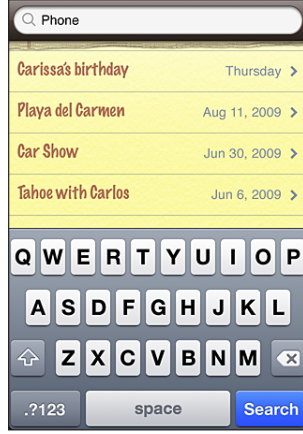 Phone
Carissa's birthday Thursday
Playa del Carmen Aug 11, 2009
Car Show Jun 30, 2009
Tahoe with Carlos Jun 6, 2009
Q W E R T Y U I O P
A S D F G H J K L
Z X C V B N M
.?123 space Search